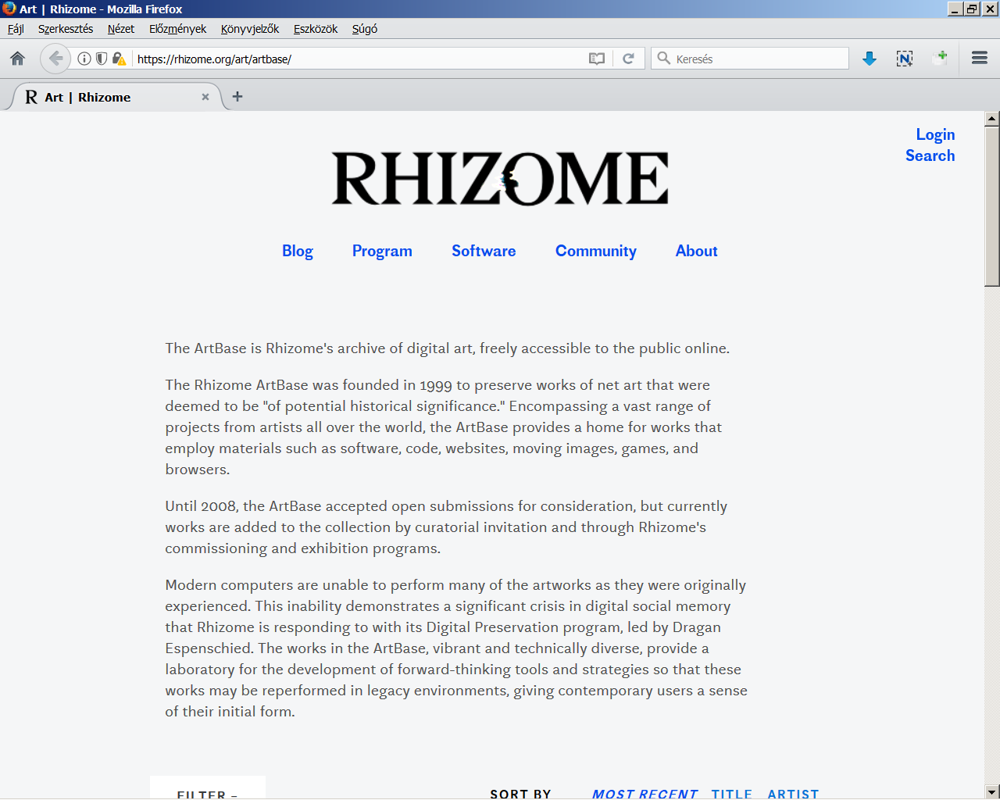 Art | Rhizome - Mozilla Firefox
Fájl Szerkesztés Nézet Előzmények Könyvjelzők Eszközök Súgó
https://rhizome.org/art/artbase/ Keresés
R Art | Rhizome
Login
Search
RHIZOME
Blog Program Software Community About
The ArtBase is Rhizome's archive of digital art, freely accessible to the public online.
The Rhizome ArtBase was founded in 1999 to preserve works of net art that were
deemed to be "of potential historical significance." Encompassing a vast range of
projects from artists all over the world, the ArtBase provides a home for works that
employ materials such as software, code, websites, moving images, games, and
browsers.
Until 2008, the ArtBase accepted open submissions for consideration, but currently
works are added to the collection by curatorial invitation and through Rhizome's
commissioning and exhibition programs.
Modern computers are unable to perform many of the artworks as they were originally
experienced. This inability demonstrates a significant crisis in digital social memory
that Rhizome is responding to with its Digital Preservation program, led by Dragan
Espenschied. The works in the ArtBase, vibrant and technically diverse, provide a
laboratory for the development of forward-thinking tools and strategies so that these
works may be reperformed in legacy environments, giving contemporary users a sense
of their initial form.
FILTER – SORT BY MOST RECENT TITLE ARTIST